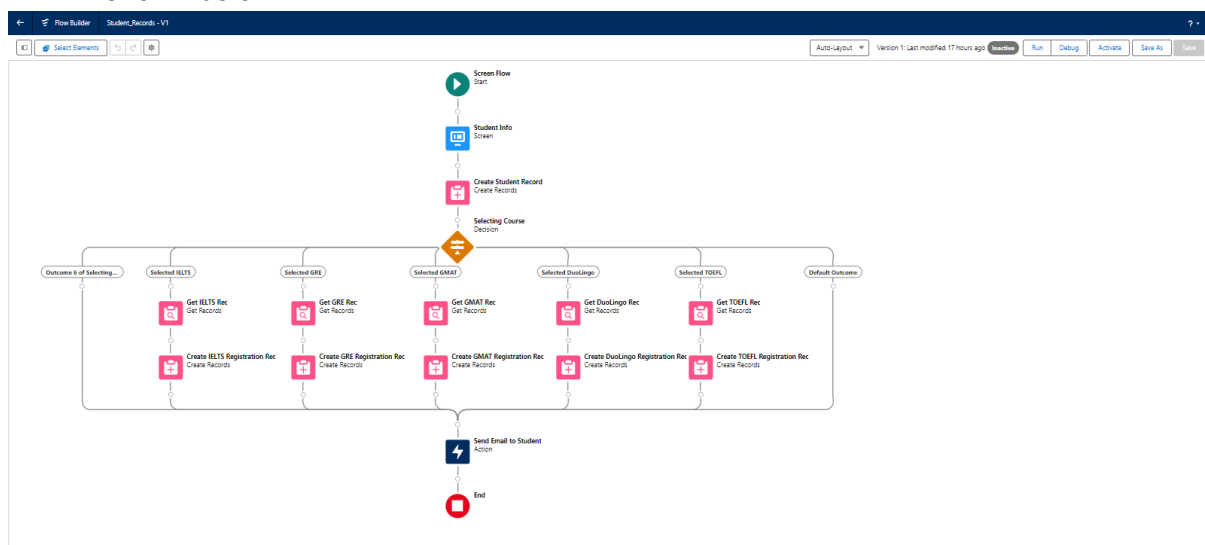 Flow Builder Student_Records - V1 ?
Select Elements Auto-Layout Version 1: Last modified 17 hours ago Inactive Run Debug Activate Save As Save
Screen Flow
Start
Student Info
Screen
Create Student Record
Create Records
Selecting Course
Decision
Outcome 6 of Selecting... Selected IELTS Selected GRE Selected GMAT Selected DuoLingo Selected TOEFL Default Outcome
Get IELTS Rec Get GRE Rec Get GMAT Rec Get DuoLingo Rec Get TOEFL Rec
Get Records Get Records Get Records Get Records Get Records
Create IELTS Registration Rec Create GRE Registration Rec Create GMAT Registration Rec Create DuoLingo Registration Rec Create TOEFL Registration Rec
Create Records Create Records Create Records Create Records Create Records
Send Email to Student
Action
End